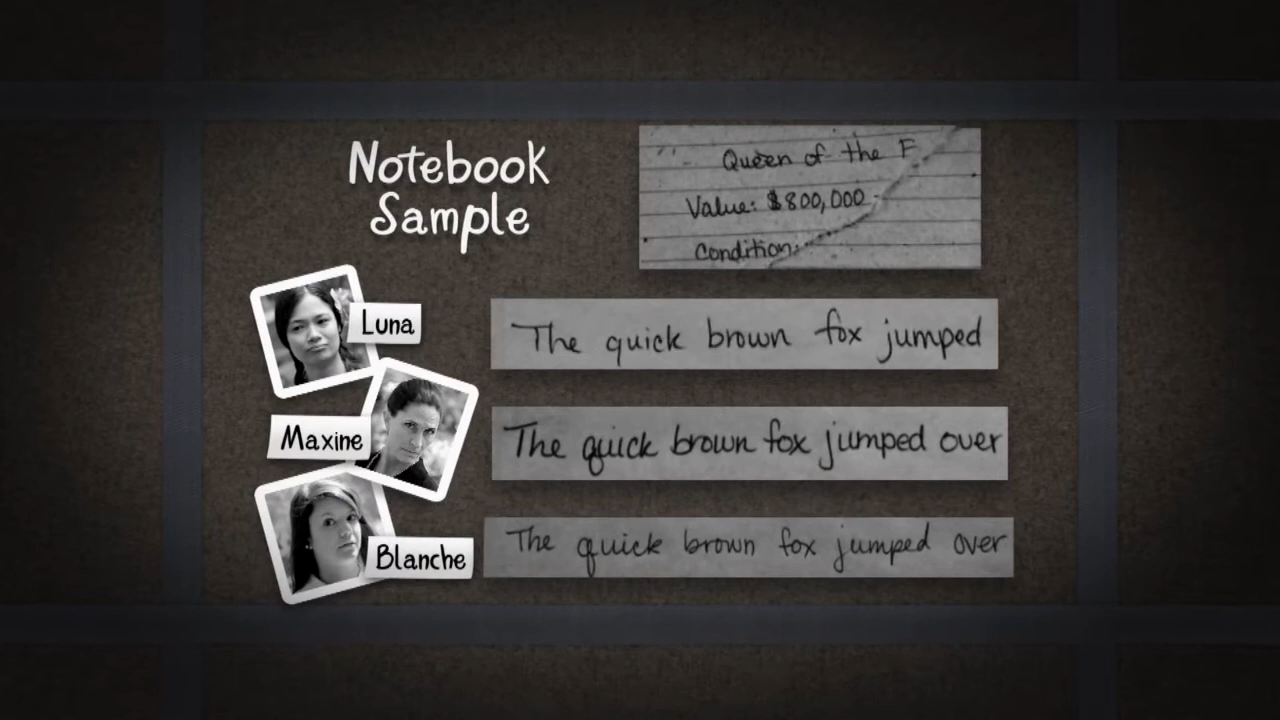 Notebook
Sample
Queen of the F
Value: $800,000
Condition:
Luna
The quick brown fox jumped
Maxine
The quick brown fox jumped over
Blanche
The quick brown fox jumped over